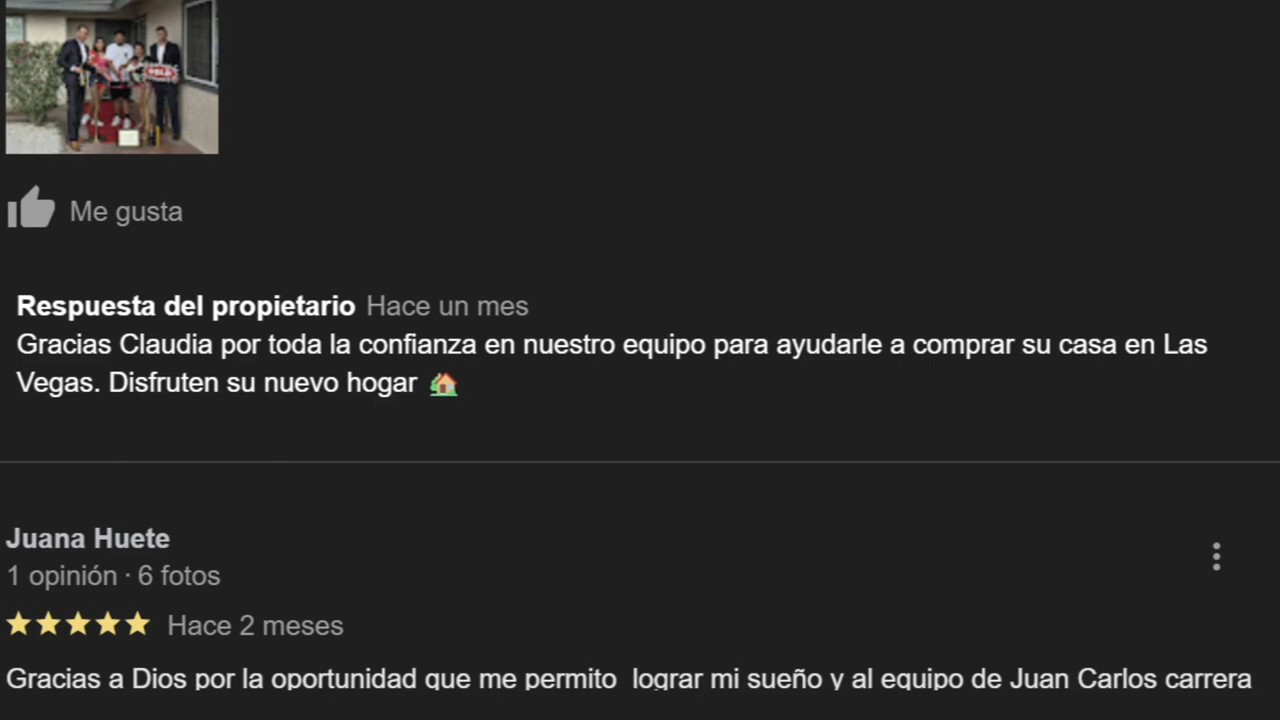 Me gusta
Respuesta del propietario Hace un mes
Gracias Claudia por toda la confianza en nuestro equipo para ayudarle a comprar su casa en Las
Vegas. Disfruten su nuevo hogar 🏡
Juana Huete
1 opinión · 6 fotos
Hace 2 meses
Gracias a Dios por la oportunidad que me permito lograr mi sueño y al equipo de Juan Carlos carrera